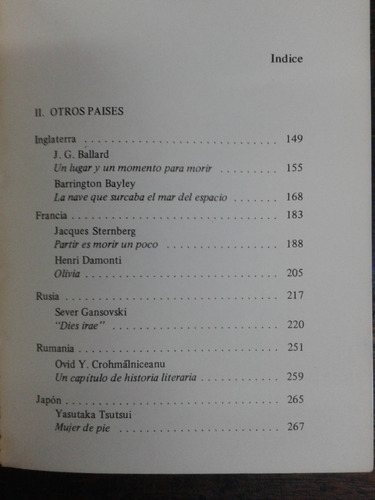 Indice
II. OTROS PAISES
Inglaterra 149
J. G. Ballard
Un lugar y un momento para morir 155
Barrington Bayley
La nave que surcaba el mar del espacio 168
Francia 183
Jacques Sternberg
Partir es morir un poco 188
Henri Damonti
Olivia 205
Rusia 217
Sever Gansovski
"Dies irae" 220
Rumania 251
Ovid Y. Crohmălniceanu
Un capítulo de historia literaria 259
Japón 265
Yasutaka Tsutsui
Mujer de pie 267